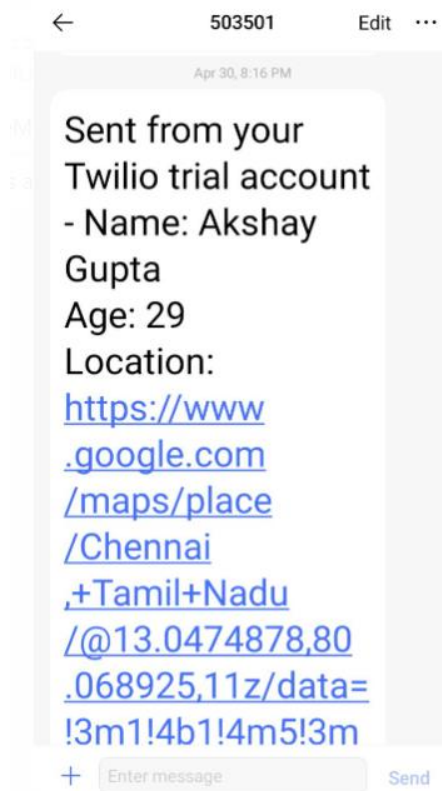 503501
Edit
Apr 30, 8:16 PM
Sent from your
Twilio trial account
- Name: Akshay
Gupta
Age: 29
Location:
https://www
.google.com
/maps/place
/Chennai
,+Tamil+Nadu
/@13.0474878,80
.068925,11z/data=
!3m1!4b1!4m5!3m
+
Enter message
Send